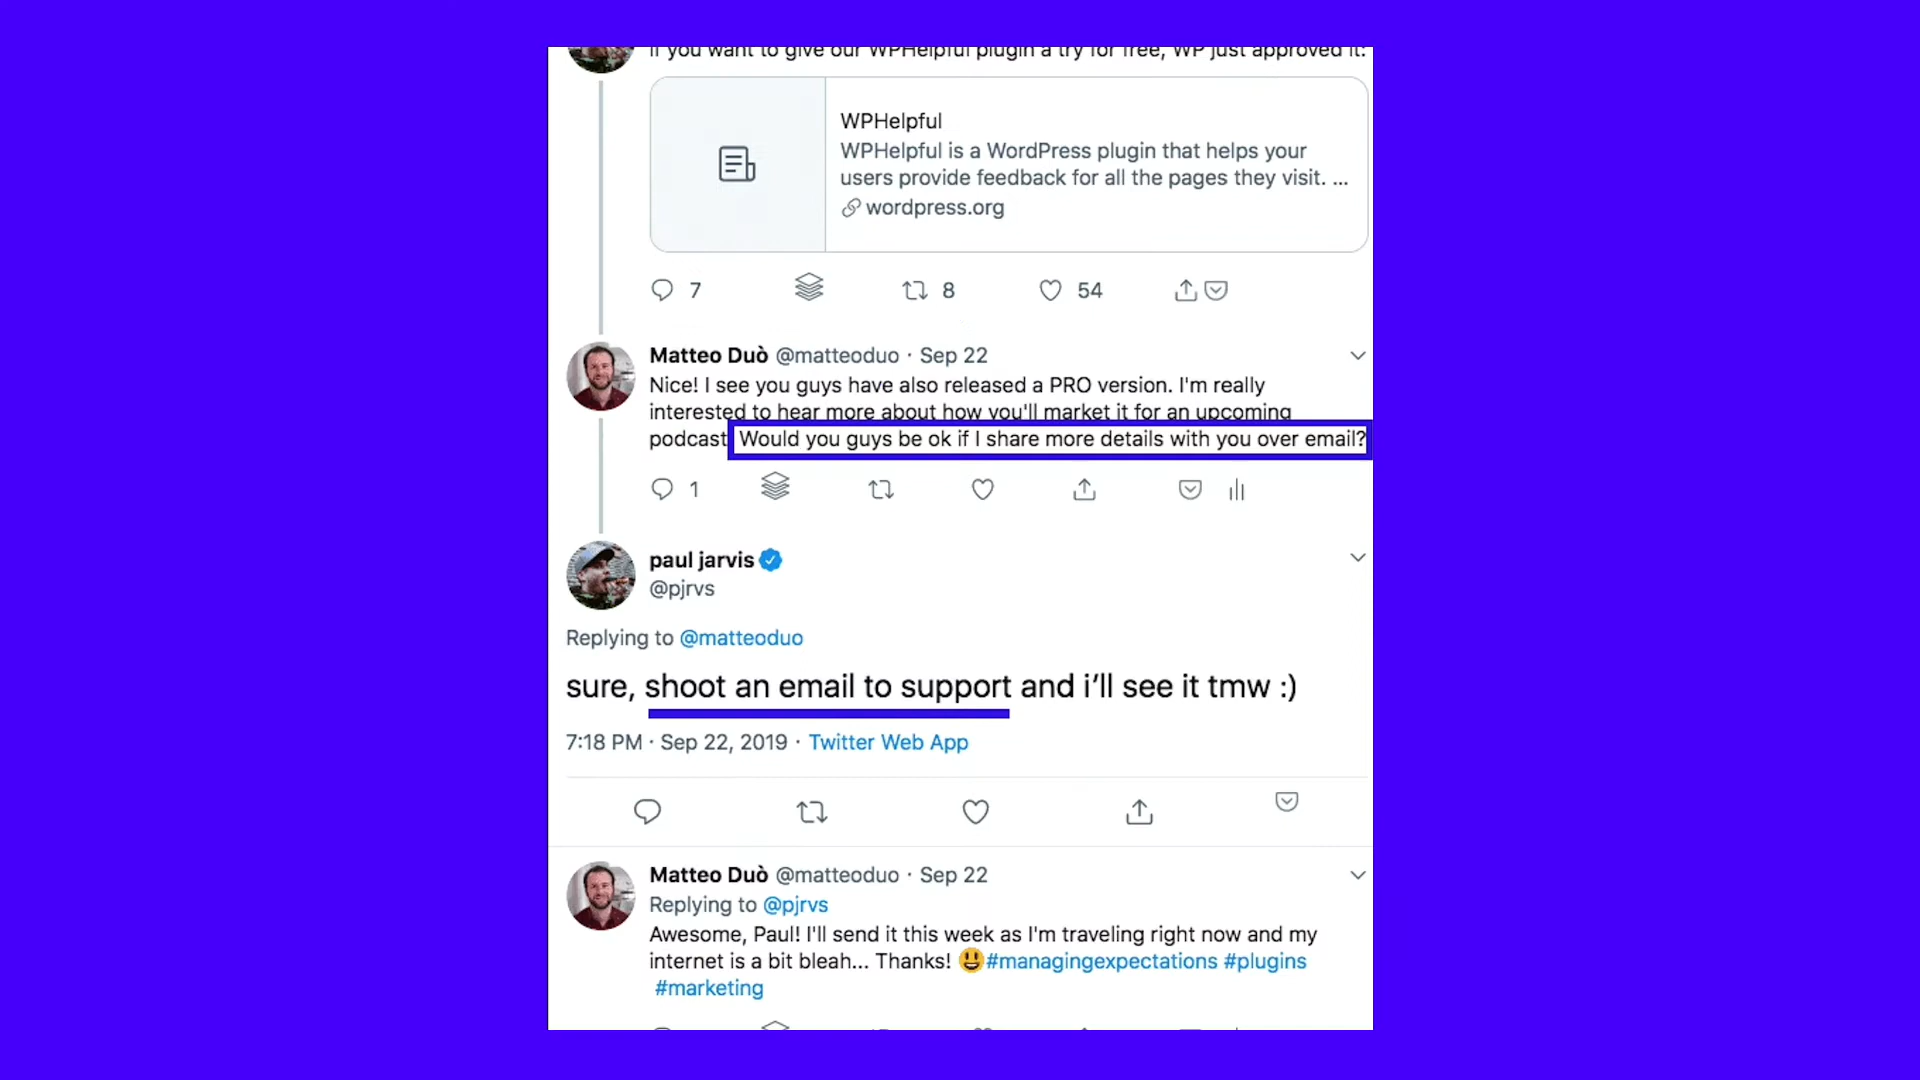 If you want to give our WPHelpful plugin a try for free, WP just approved it:
WPHelpful
WPHelpful is a WordPress plugin that helps your
users provide feedback for all the pages they visit. ...
wordpress.org
7 8 54
Matteo Duò @matteoduo · Sep 22
Nice! I see you guys have also released a PRO version. I'm really
interested to hear more about how you'll market it for an upcoming
podcast Would you guys be ok if I share more details with you over email?
1
paul jarvis
@pjrvs
Replying to @matteoduo
sure, shoot an email to support and i’ll see it tmw :)
7:18 PM · Sep 22, 2019 · Twitter Web App
Matteo Duò @matteoduo · Sep 22
Replying to @pjrvs
Awesome, Paul! I'll send it this week as I'm traveling right now and my
internet is a bit bleah... Thanks! 😃#managingexpectations #plugins
#marketing